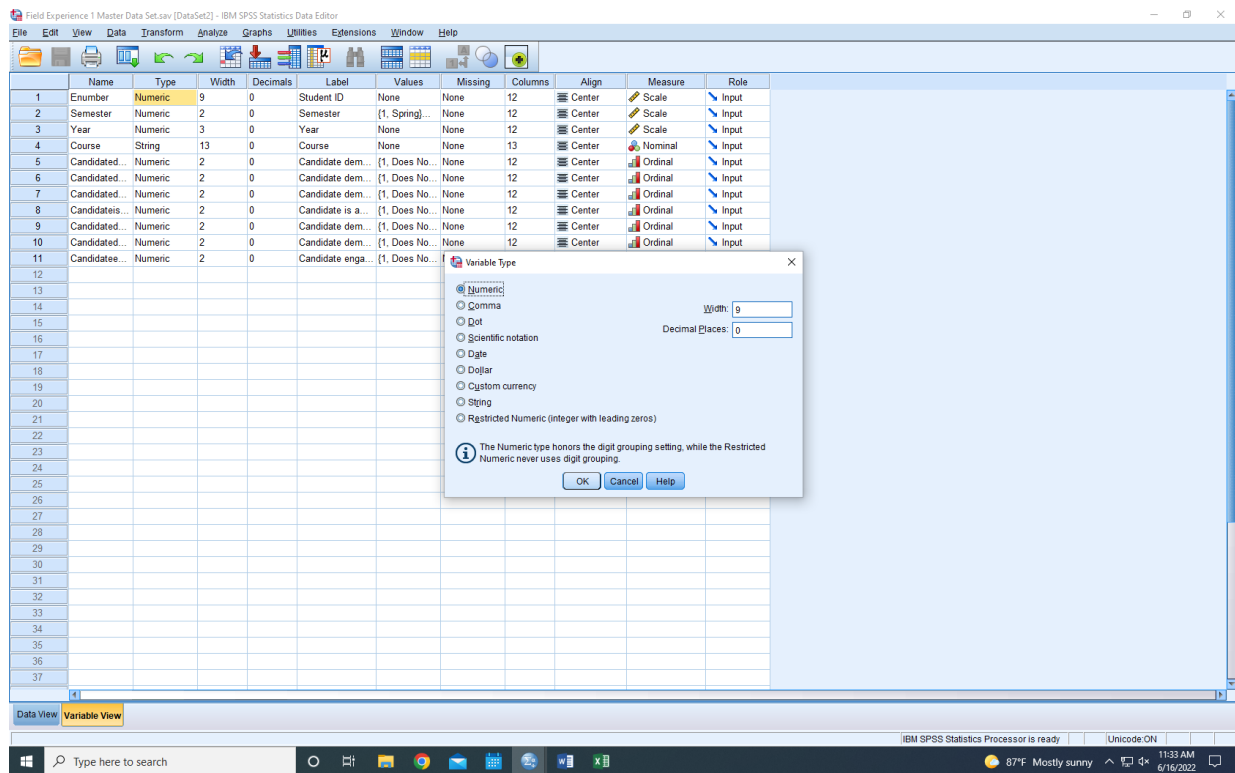 Field Experience 1 Master Data Set.sav [DataSet2] - IBM SPSS Statistics Data Editor
File Edit View Data Transform Analyze Graphs Utilities Extensions Window Help
Name Type Width Decimals Label Values Missing Columns Align Measure Role
1 Enumber Numeric 9 0 Student ID None None 12 Center Scale Input
2 Semester Numeric 2 0 Semester {1, Spring}... None 12 Center Scale Input
3 Year Numeric 3 0 Year None None 12 Center Scale Input
4 Course String 13 0 Course None None 13 Center Nominal Input
5 Candidated... Numeric 2 0 Candidate dem... {1, Does No... None 12 Center Ordinal Input
6 Candidated... Numeric 2 0 Candidate dem... {1, Does No... None 12 Center Ordinal Input
7 Candidated... Numeric 2 0 Candidate dem... {1, Does No... None 12 Center Ordinal Input
8 Candidateis... Numeric 2 0 Candidate is a... {1, Does No... None 12 Center Ordinal Input
9 Candidated... Numeric 2 0 Candidate dem... {1, Does No... None 12 Center Ordinal Input
10 Candidated... Numeric 2 0 Candidate dem... {1, Does No... None 12 Center Ordinal Input
11 Candidatee... Numeric 2 0 Candidate enga... {1, Does No...
12
13
14
15
16
17
18
19
20
21
22
23
24
25
26
27
28
29
30
31
32
33
34
35
36
37
Variable Type
Numeric
Comma
Dot
Scientific notation
Date
Dollar
Custom currency
String
Restricted Numeric (integer with leading zeros)
Width: 9
Decimal Places: 0
The Numeric type honors the digit grouping setting, while the Restricted
Numeric never uses digit grouping.
OK Cancel Help
Data View Variable View
IBM SPSS Statistics Processor is ready Unicode:ON
Type here to search
87°F Mostly sunny
11:33 AM
6/16/2022